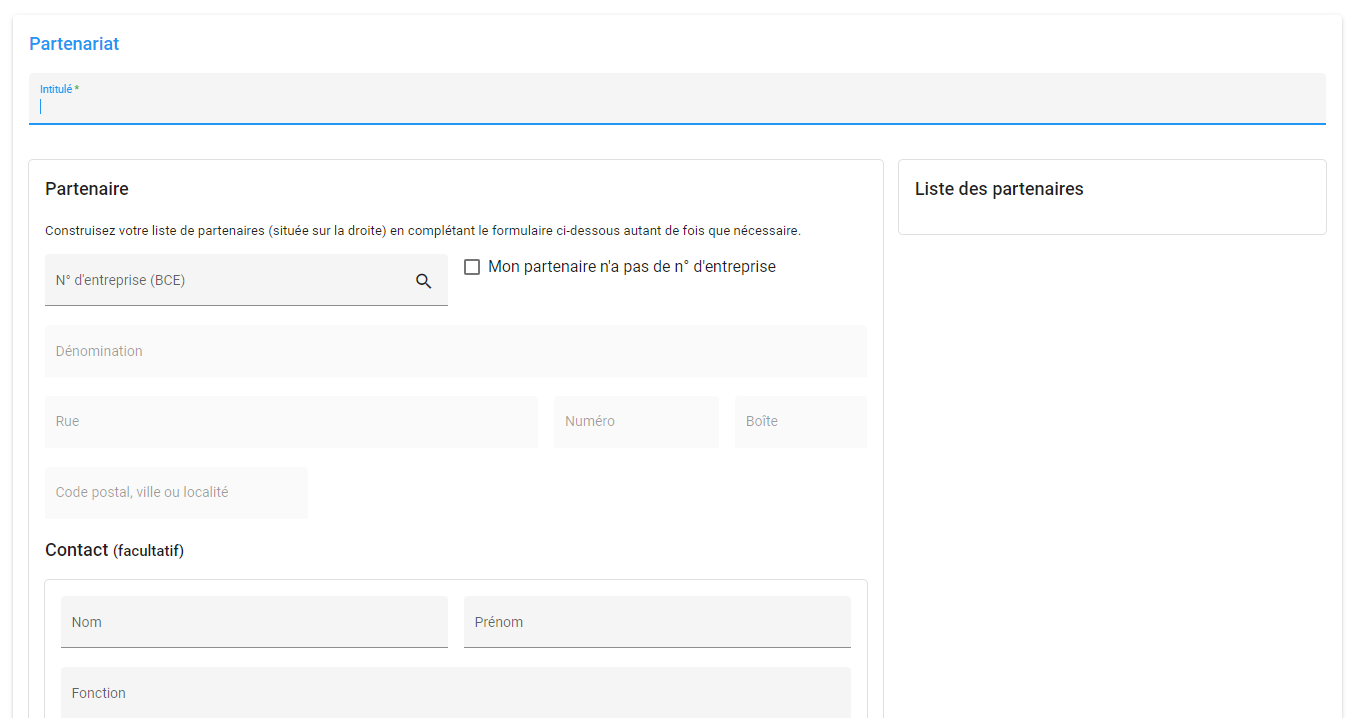 Partenariat
Intitulé *
Partenaire
Liste des partenaires
Construisez votre liste de partenaires (située sur la droite) en complétant le formulaire ci-dessous autant de fois que nécessaire.
N° d'entreprise (BCE)
Mon partenaire n'a pas de n° d'entreprise
Dénomination
Rue
Numéro
Boîte
Code postal, ville ou localité
Contact (facultatif)
Nom
Prénom
Fonction